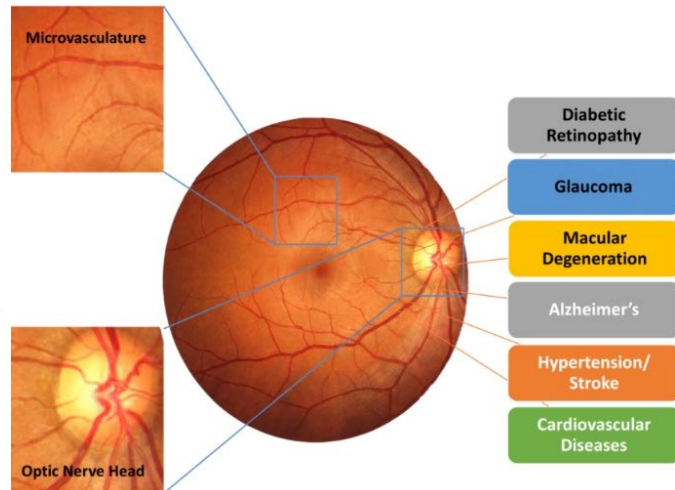 Microvasculature
Optic Nerve Head
Diabetic
Retinopathy
Glaucoma
Macular
Degeneration
Alzheimer's
Hypertension/
Stroke
Cardiovascular
Diseases